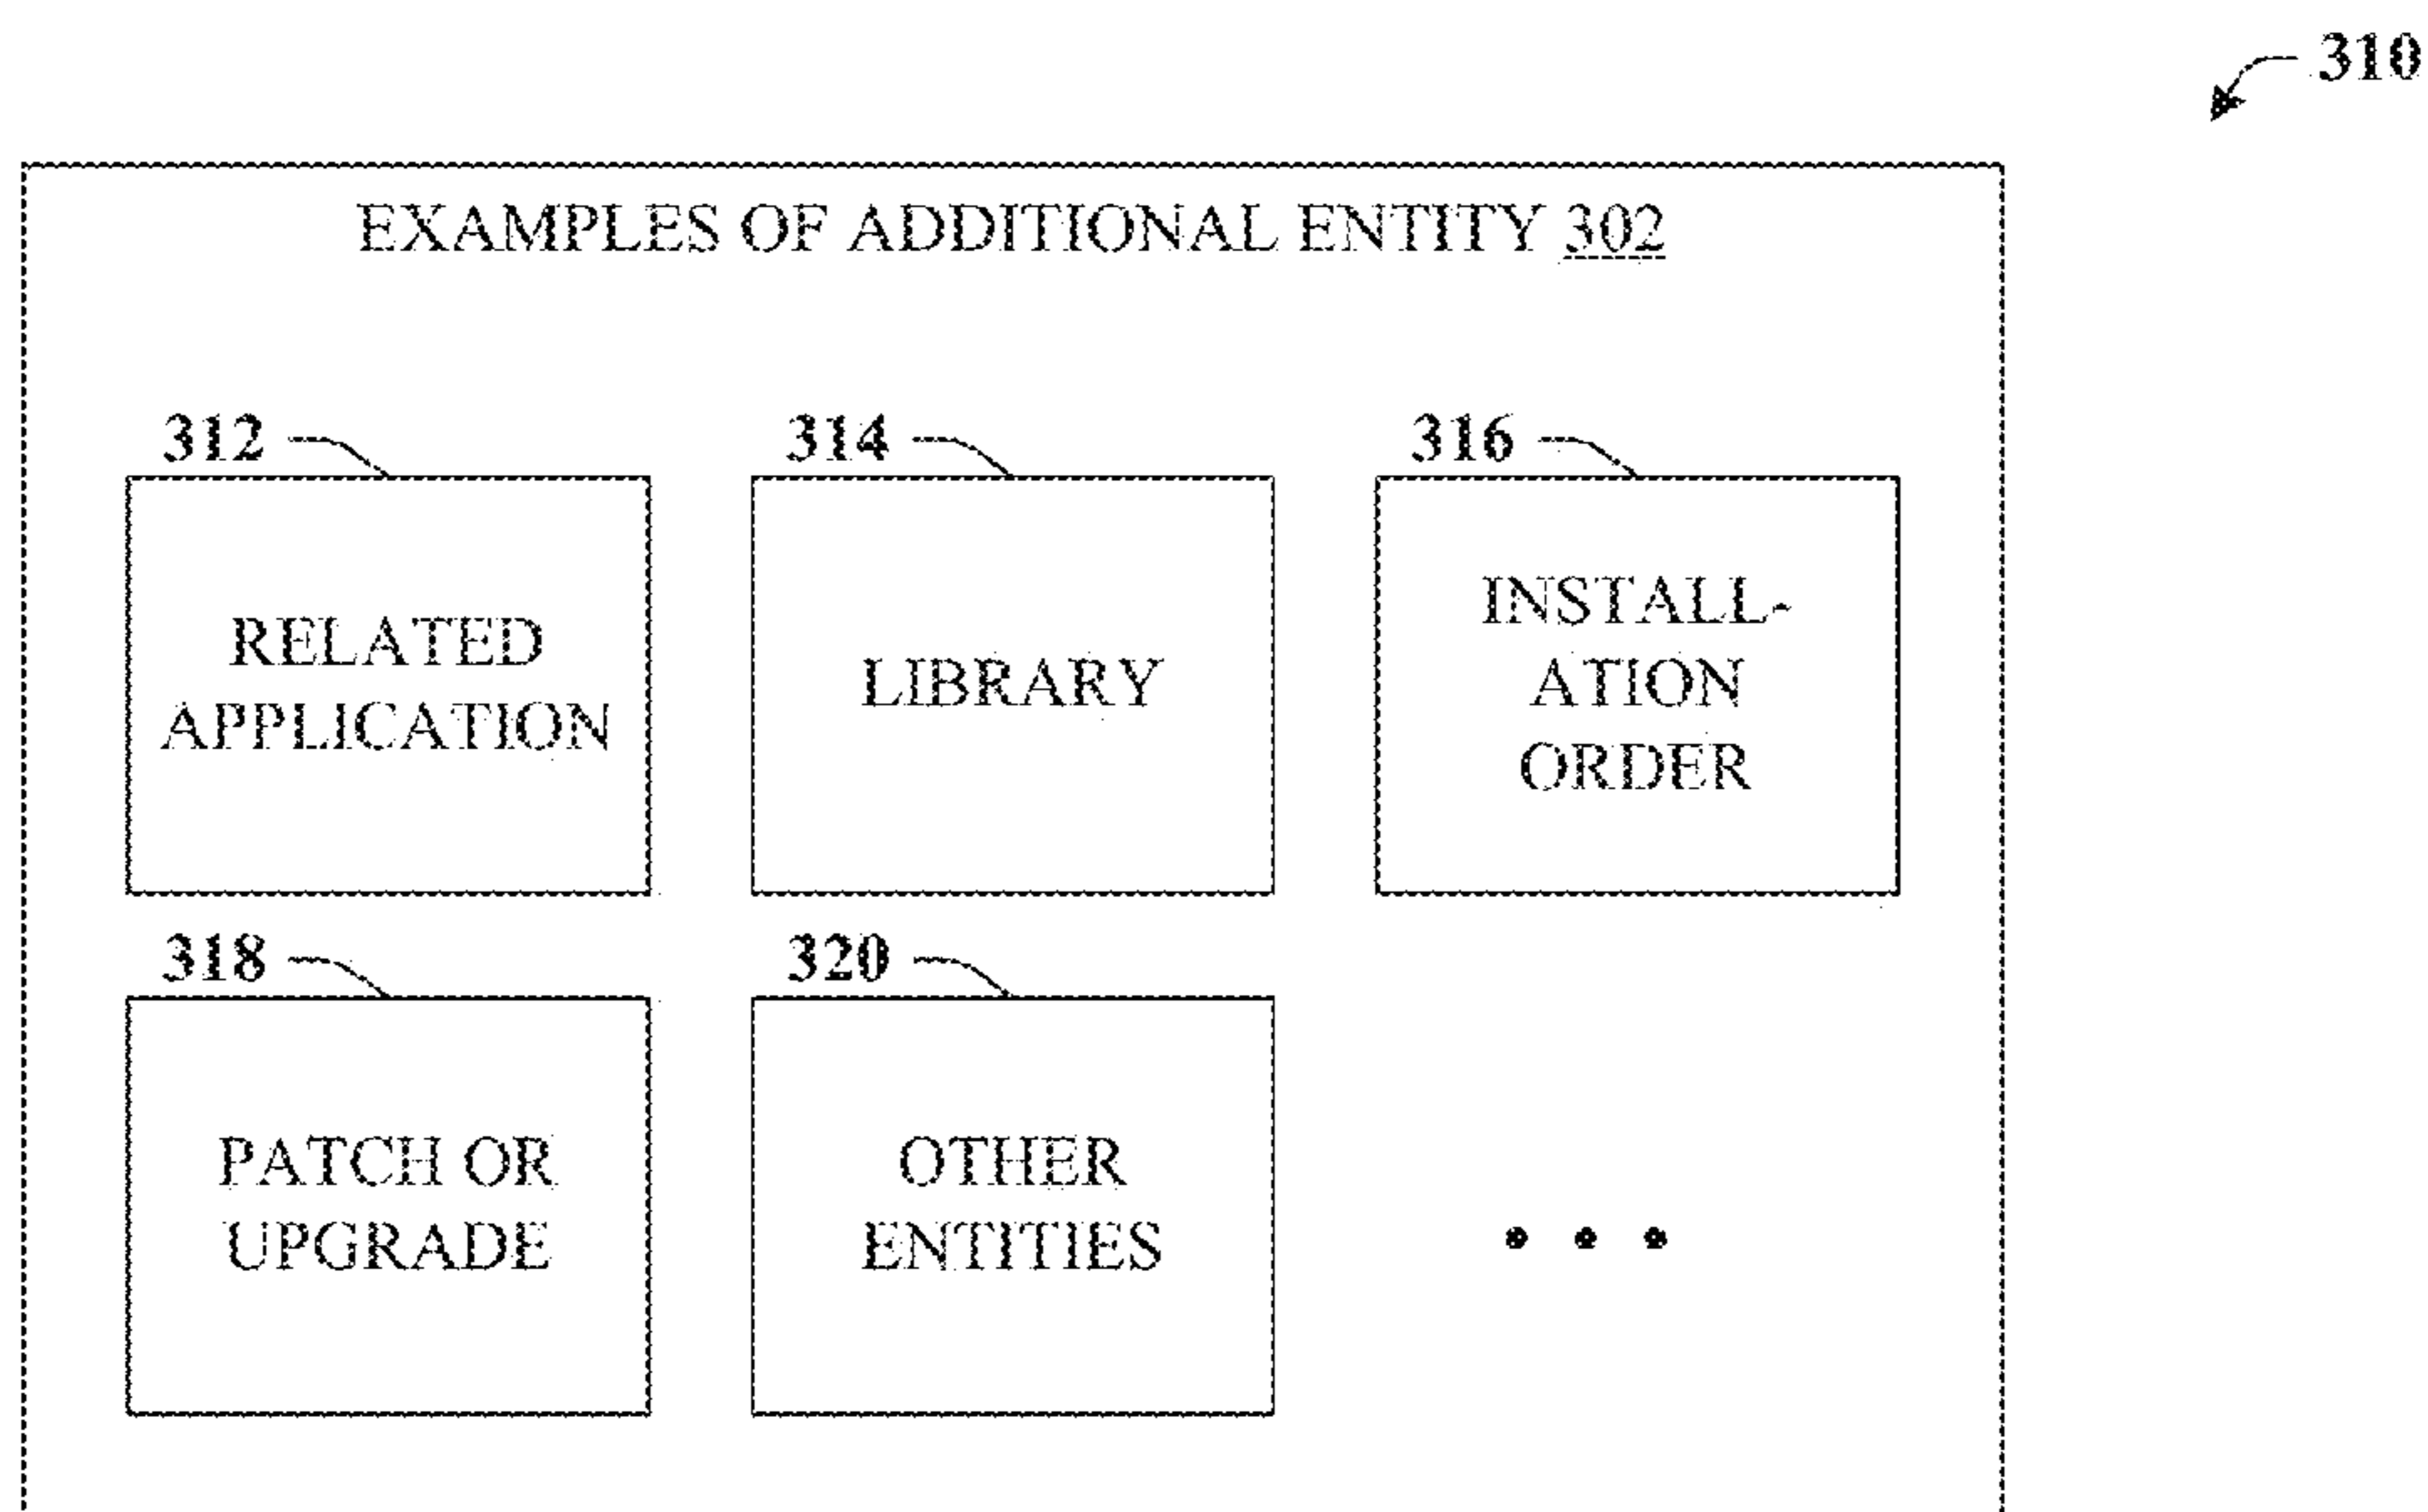 310
EXAMPLES OF ADDITIONAL ENTITY 302
312
314
316
RELATED
APPLICATION
LIBRARY
INSTALL-
ATION
ORDER
318
320
PATCH OR
UPGRADE
OTHER
ENTITIES
• • •